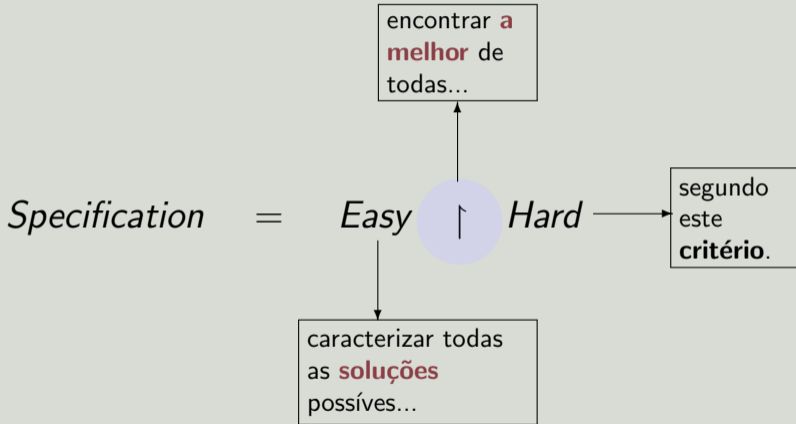 encontrar a
melhor de
todas...
Specification = Easy ↾ Hard
segundo
este
critério.
caracterizar todas
as soluções
possíves...